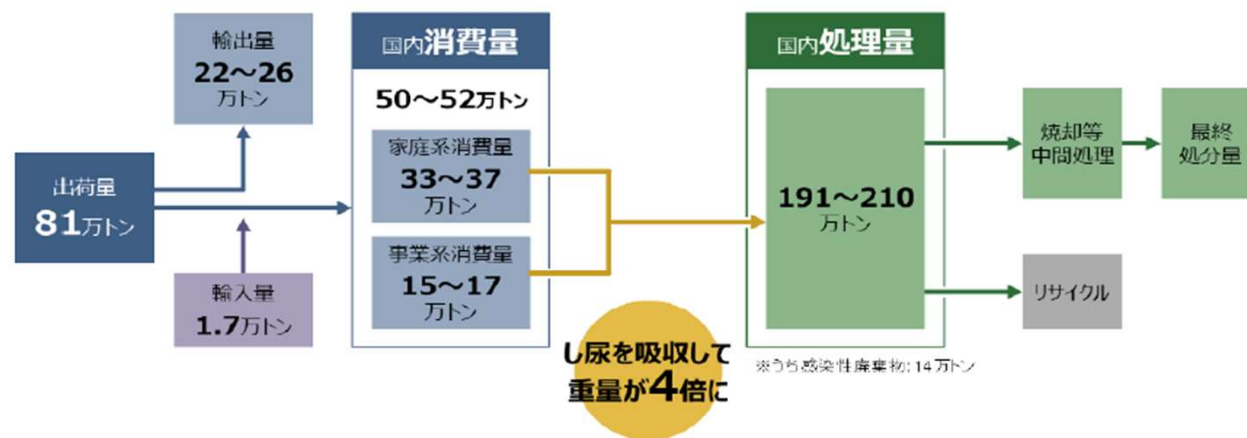 輸出量
22～26
万トン
出荷量
81万トン
輸入量
1.7万トン
国内消費量
50～52万トン
家庭系消費量
33～37
万トン
事業系消費量
15～17
万トン
し尿を吸収して
重量が4倍に
国内処理量
191～210
万トン
※うち感染性廃棄物:14万トン
焼却等
中間処理
最終
処分量
リサイクル